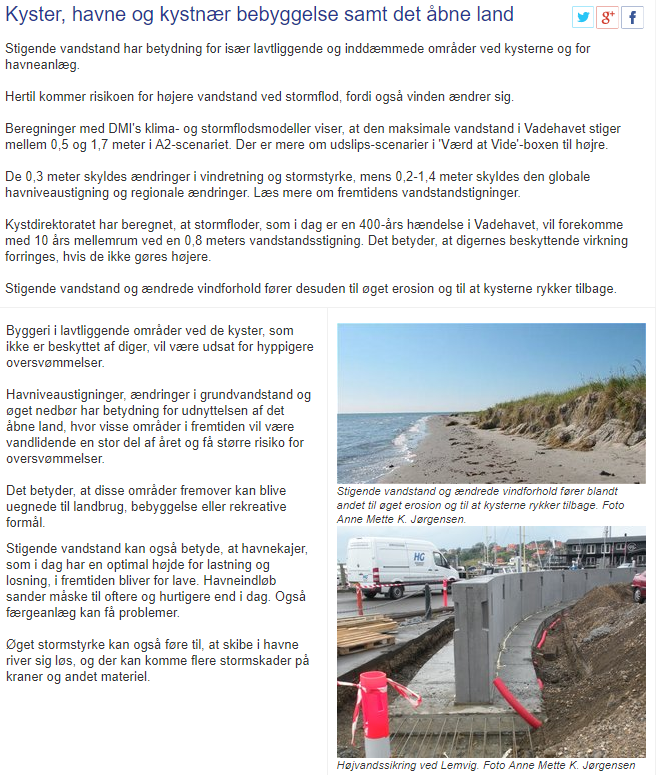 Kyster, havne og kystnær bebyggelse samt det åbne land
g+
f
Stigende vandstand har betydning for især lavtliggende og inddæmmede områder ved kysterne og for
havneanlæg.
Hertil kommer risikoen for højere vandstand ved stormflod, fordi også vinden ændrer sig.
Beregninger med DMI's klima- og stormflodsmodeller viser, at den maksimale vandstand i Vadehavet stiger
mellem 0,5 og 1,7 meter i A2-scenariet. Der er mere om udslips-scenarier i 'Værd at Vide'-boxen til højre.
De 0,3 meter skyldes ændringer i vindretning og stormstyrke, mens 0,2-1,4 meter skyldes den globale
havniveaustigning og regionale ændringer. Læs mere om fremtidens vandstandstigninger.
Kystdirektoratet har beregnet, at stormfloder, som i dag er en 400-års hændelse i Vadehavet, vil forekomme
med 10 års mellemrum ved en 0,8 meters vandstandsstigning. Det betyder, at digernes beskyttende virkning
forringes, hvis de ikke gøres højere.
Stigende vandstand og ændrede vindforhold fører desuden til øget erosion og til at kysterne rykker tilbage.
Byggeri i lavtliggende områder ved de kyster, som
ikke er beskyttet af diger, vil være udsat for hyppigere
oversvømmelser.
Havniveaustigninger, ændringer i grundvandstand og
øget nedbør har betydning for udnyttelsen af det
åbne land, hvor visse områder i fremtiden vil være
vandlidende en stor del af året og få større risiko for
oversvømmelser.
Det betyder, at disse områder fremover kan blive
uegnede til landbrug, bebyggelse eller rekreative
formål.
Stigende vandstand kan også betyde, at havnekajer,
som i dag har en optimal højde for lastning og
losning, i fremtiden bliver for lave. Havneindløb
sander måske til oftere og hurtigere end i dag. Også
færgeanlæg kan få problemer.
Øget stormstyrke kan også føre til, at skibe i havne
river sig løs, og der kan komme flere stormskader på
kraner og andet materiel.
Stigende vandstand og ændrede vindforhold fører blandt
andet til øget erosion og til at kysterne rykker tilbage. Foto
Anne Mette K. Jørgensen.
HG
Højvandssikring ved Lemvig. Foto Anne Mette K. Jørgensen